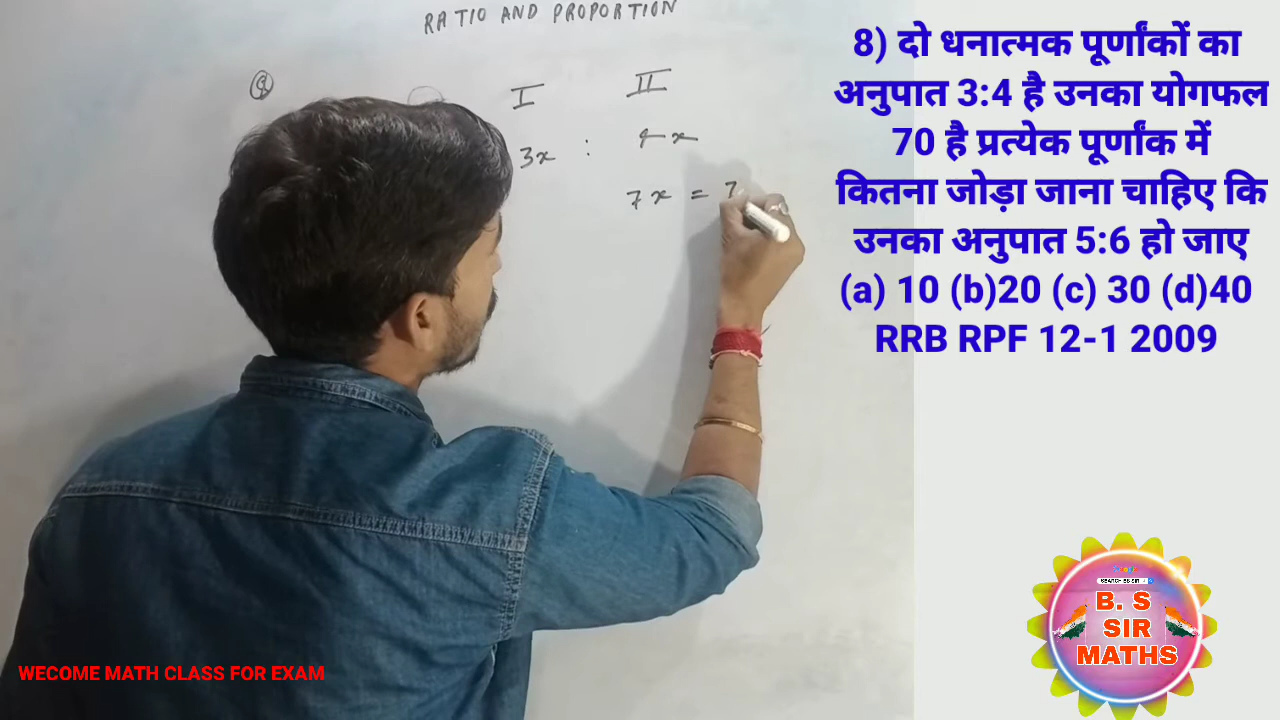 RATIO AND PROPORTION
Q
I II
3x : 4x
7x = 7
8) दो धनात्मक पूर्णांकों का
अनुपात 3:4 है उनका योगफल
70 है प्रत्येक पूर्णांक में
कितना जोड़ा जाना चाहिए कि
उनका अनुपात 5:6 हो जाए
(a) 10 (b)20 (c) 30 (d)40
RRB RPF 12-1 2009
B. S
SIR
MATHS
WECOME MATH CLASS FOR EXAM